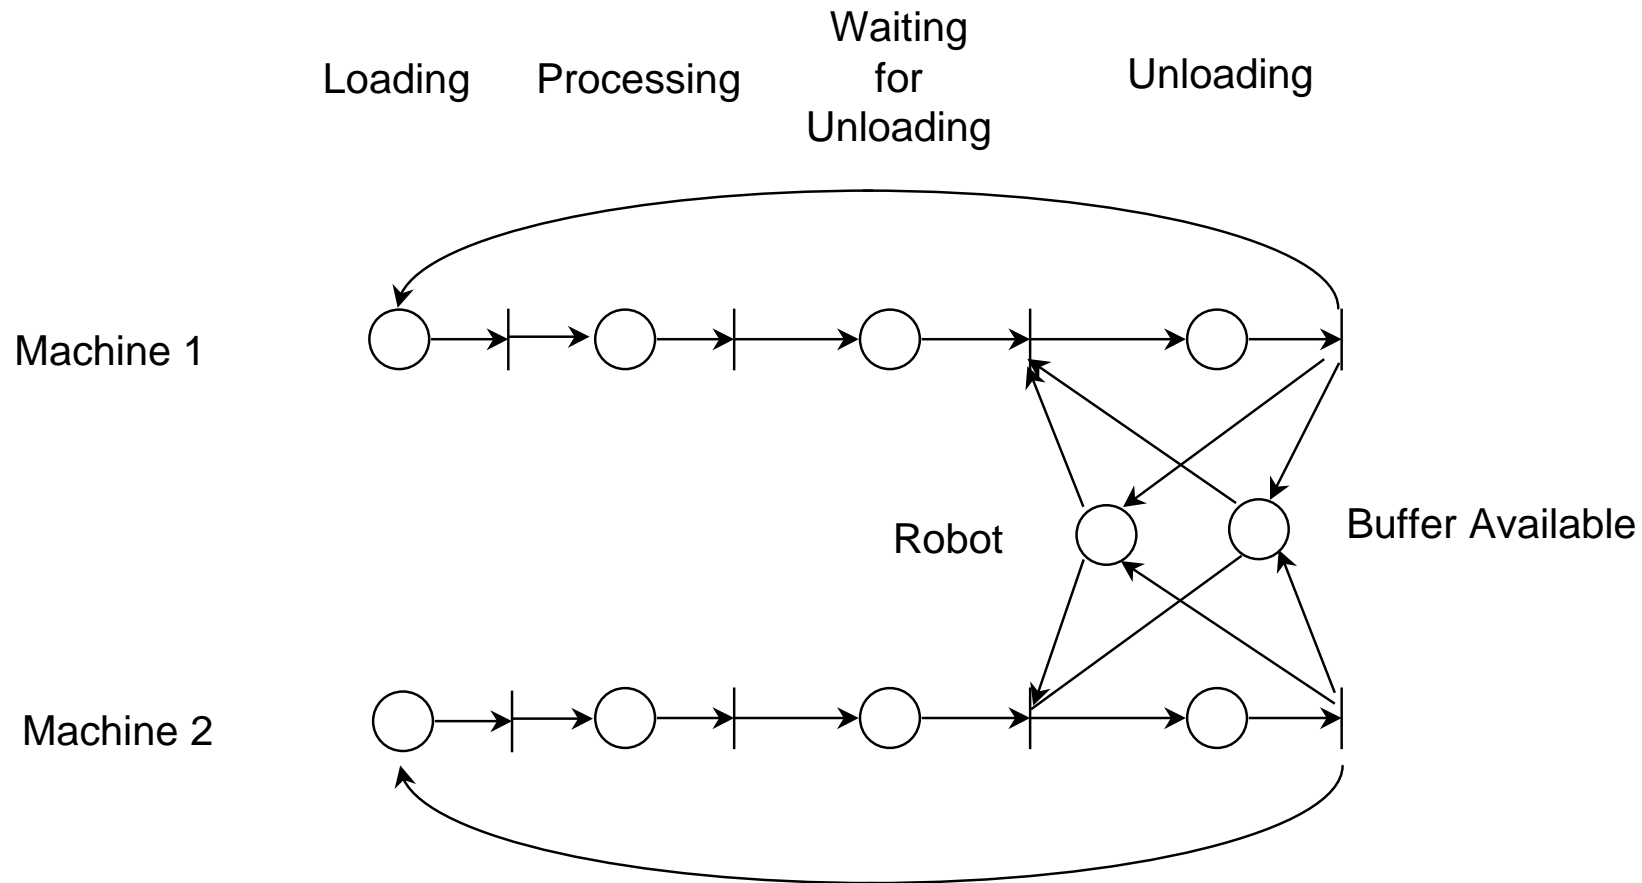 Loading
Processing
Waiting
for
Unloading
Unloading
Machine 1
Robot
Buffer Available
Machine 2